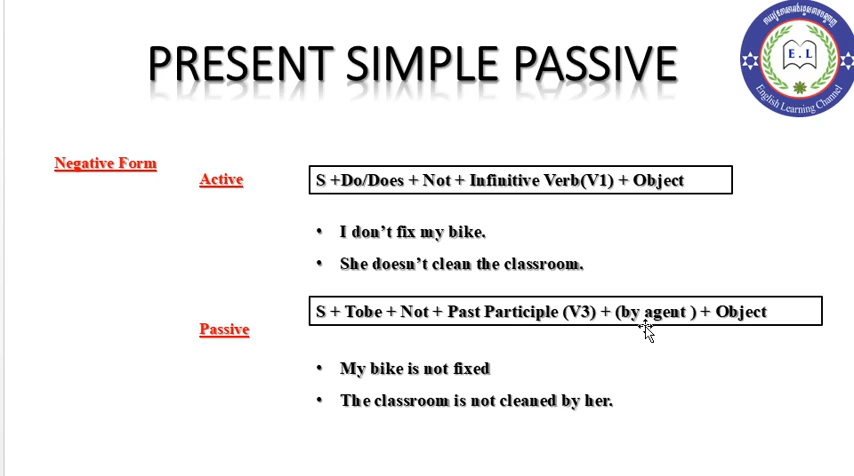 PRESENT SIMPLE PASSIVE
E.L
English Learning Channel
Negative Form
Active
S +Do/Does + Not + Infinitive Verb(V1) + Object
• I don’t fix my bike.
• She doesn’t clean the classroom.
Passive
S + Tobe + Not + Past Participle (V3) + (by agent ) + Object
• My bike is not fixed
• The classroom is not cleaned by her.